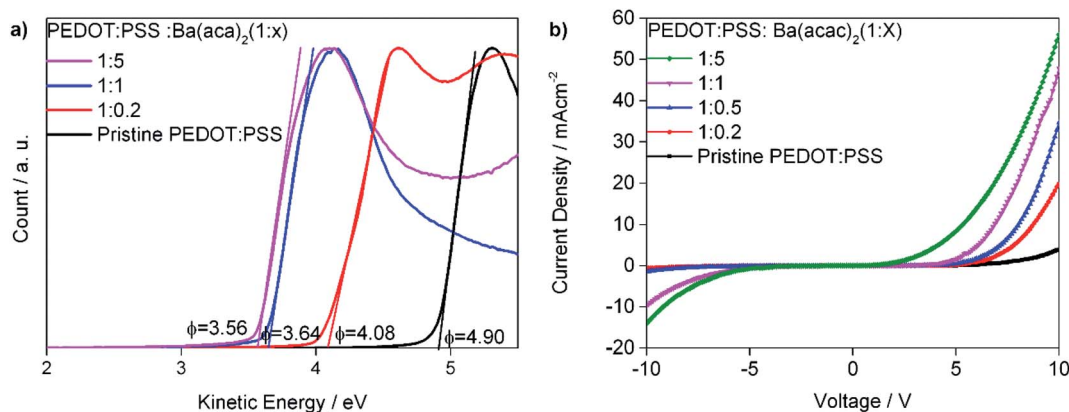 a)
PEDOT:PSS :Ba(aca)2(1:x)
1:5
1:1
1:0.2
Pristine PEDOT:PSS
Count / a. u.
ϕ=3.56
ϕ=3.64
ϕ=4.08
ϕ=4.90
2
3
4
5
Kinetic Energy / eV
b)
PEDOT:PSS: Ba(acac)2(1:X)
1:5
1:1
1:0.5
1:0.2
Pristine PEDOT:PSS
Current Density / mAcm-2
60
50
40
30
20
10
0
-10
-20
-10
-5
0
5
10
Voltage / V